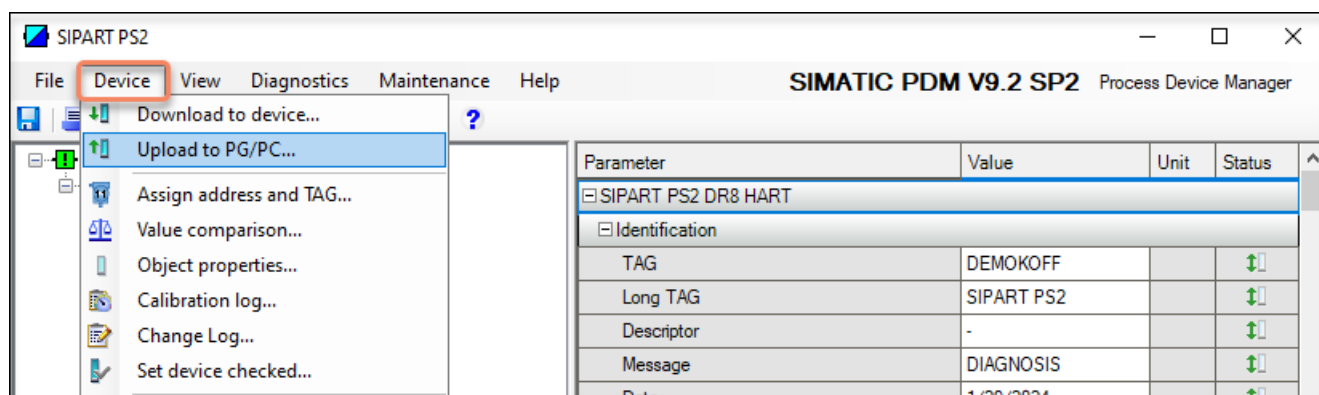 SIPART PS2
File Device View Diagnostics Maintenance Help SIMATIC PDM V9.2 SP2 Process Device Manager
Download to device...
Upload to PG/PC...
Assign address and TAG...
Value comparison...
Object properties...
Calibration log...
Change Log...
Set device checked...
Parameter Value Unit Status
SIPART PS2 DR8 HART
Identification
TAG DEMOKOFF
Long TAG SIPART PS2
Descriptor -
Message DIAGNOSIS